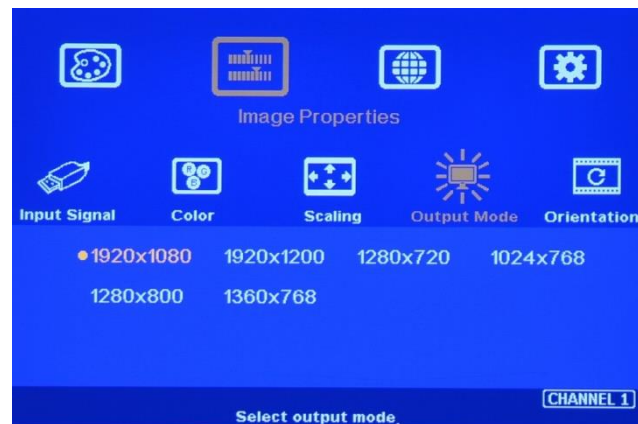 Image Properties
Input Signal Color Scaling Output Mode Orientation
1920x1080 1920x1200 1280x720 1024x768
1280x800 1360x768
CHANNEL 1
Select output mode.